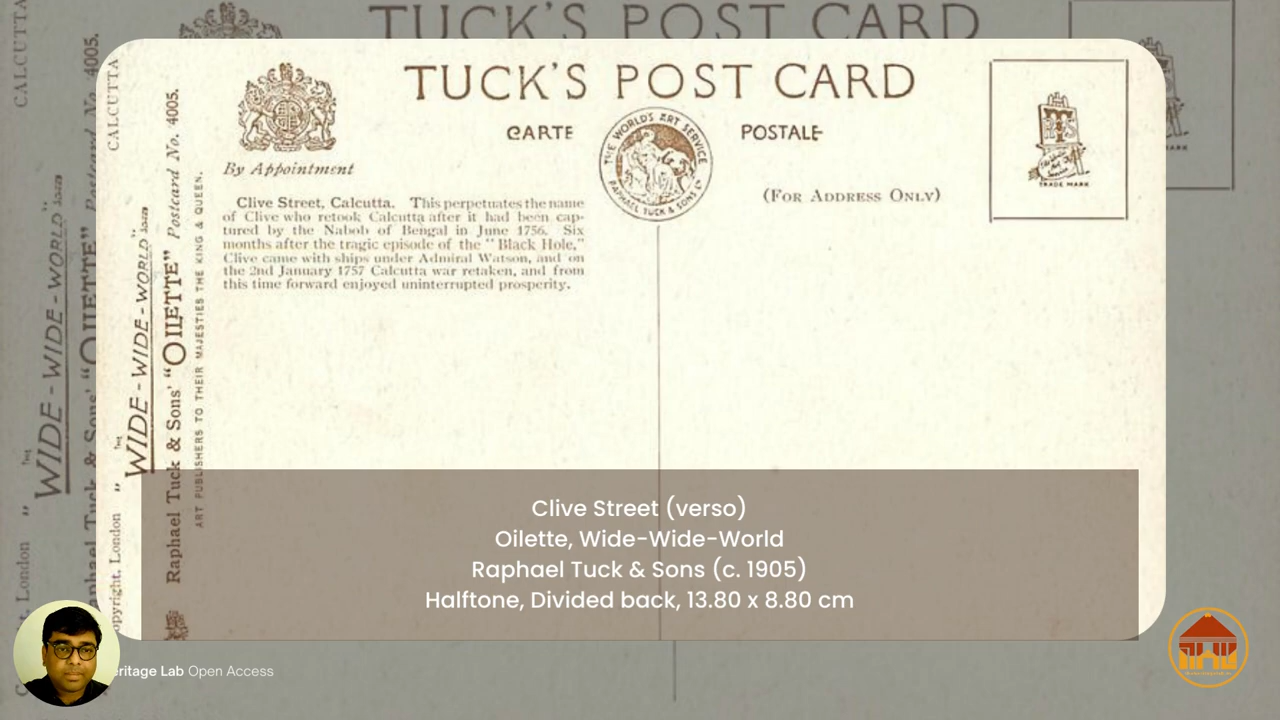 TUCK'S POST CARD
CARTE POSTALE
THE WORLD'S ART SERVICE
RAPHAEL TUCK & SONS Lᴰ
By Appointment
(FOR ADDRESS ONLY)
TRADE MARK
Clive Street, Calcutta. This perpetuates the name
of Clive who retook Calcutta after it had been cap-
tured by the Nabob of Bengal in June 1756. Six
months after the tragic episode of the "Black Hole,"
Clive came with ships under Admiral Watson, and on
the 2nd January 1757 Calcutta war retaken, and from
this time forward enjoyed uninterrupted prosperity.
CALCUTTA
WIDE-WIDE-WORLD
Raphael Tuck & Sons' "OILETTE" Postcard No. 4005.
ART PUBLISHERS TO THEIR MAJESTIES THE KING & QUEEN.
opyright, London
Clive Street (verso)
Oilette, Wide-Wide-World
Raphael Tuck & Sons (c. 1905)
Halftone, Divided back, 13.80 x 8.80 cm
eritage Lab Open Access